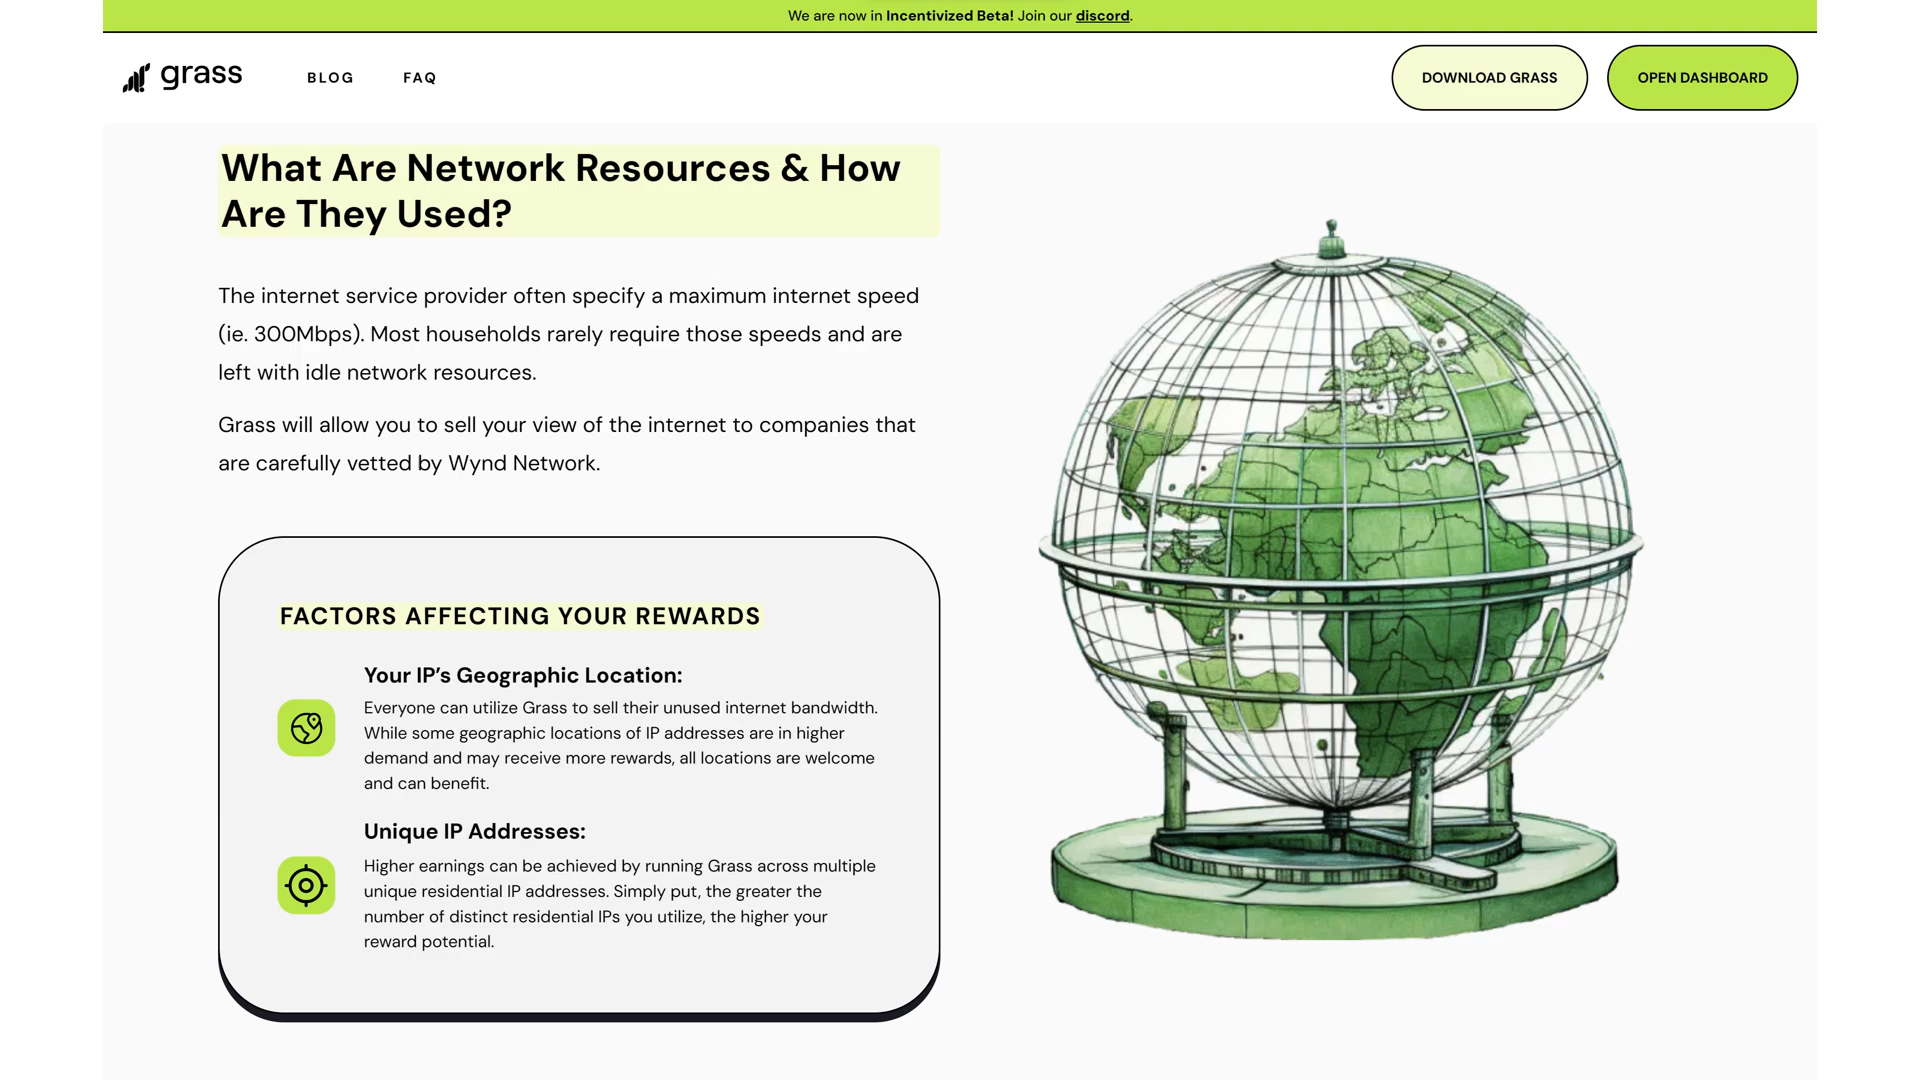 We are now in Incentivized Beta! Join our discord.
grass
BLOG
FAQ
DOWNLOAD GRASS
OPEN DASHBOARD
What Are Network Resources & How
Are They Used?
The internet service provider often specify a maximum internet speed
(ie. 300Mbps). Most households rarely require those speeds and are
left with idle network resources.
Grass will allow you to sell your view of the internet to companies that
are carefully vetted by Wynd Network.
FACTORS AFFECTING YOUR REWARDS
Your IP’s Geographic Location:
Everyone can utilize Grass to sell their unused internet bandwidth.
While some geographic locations of IP addresses are in higher
demand and may receive more rewards, all locations are welcome
and can benefit.
Unique IP Addresses:
Higher earnings can be achieved by running Grass across multiple
unique residential IP addresses. Simply put, the greater the
number of distinct residential IPs you utilize, the higher your
reward potential.